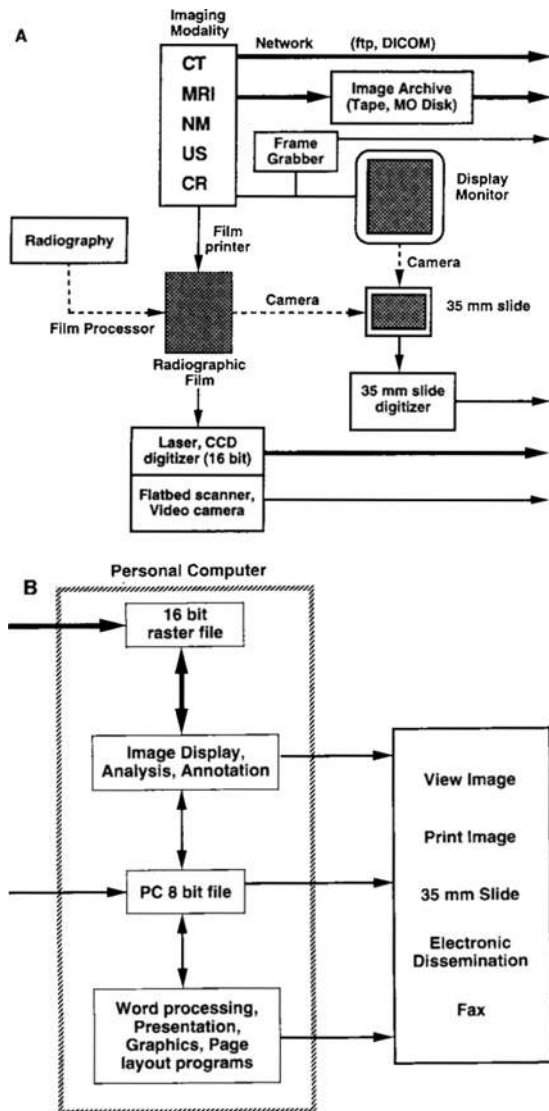 A
Imaging
Modality
CT
MRI
NM
US
CR
Network (ftp, DICOM)
Image Archive
(Tape, MO Disk)
Frame
Grabber
Display
Monitor
Radiography
Film
printer
Camera
Film Processor
Camera
35 mm slide
Radiographic
Film
35 mm slide
digitizer
Laser, CCD
digitizer (16 bit)
Flatbed scanner,
Video camera
B
Personal Computer
16 bit
raster file
Image Display,
Analysis, Annotation
PC 8 bit file
Word processing,
Presentation,
Graphics, Page
layout programs
View Image
Print Image
35 mm Slide
Electronic
Dissemination
Fax